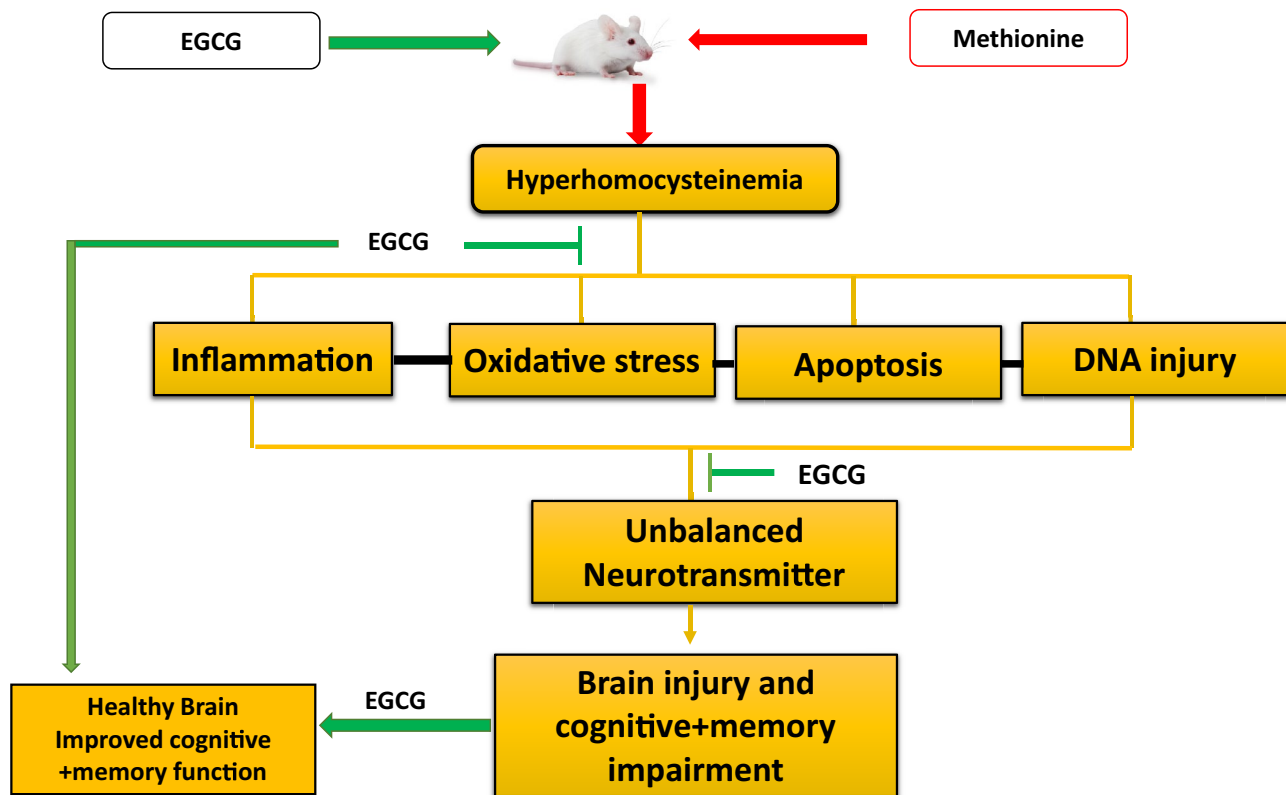 EGCG
Methionine
Hyperhomocysteinemia
EGCG
Inflammation
Oxidative stress
Apoptosis
DNA injury
EGCG
Unbalanced
Neurotransmitter
Brain injury and
cognitive+memory
impairment
EGCG
Healthy Brain
Improved cognitive
+memory function